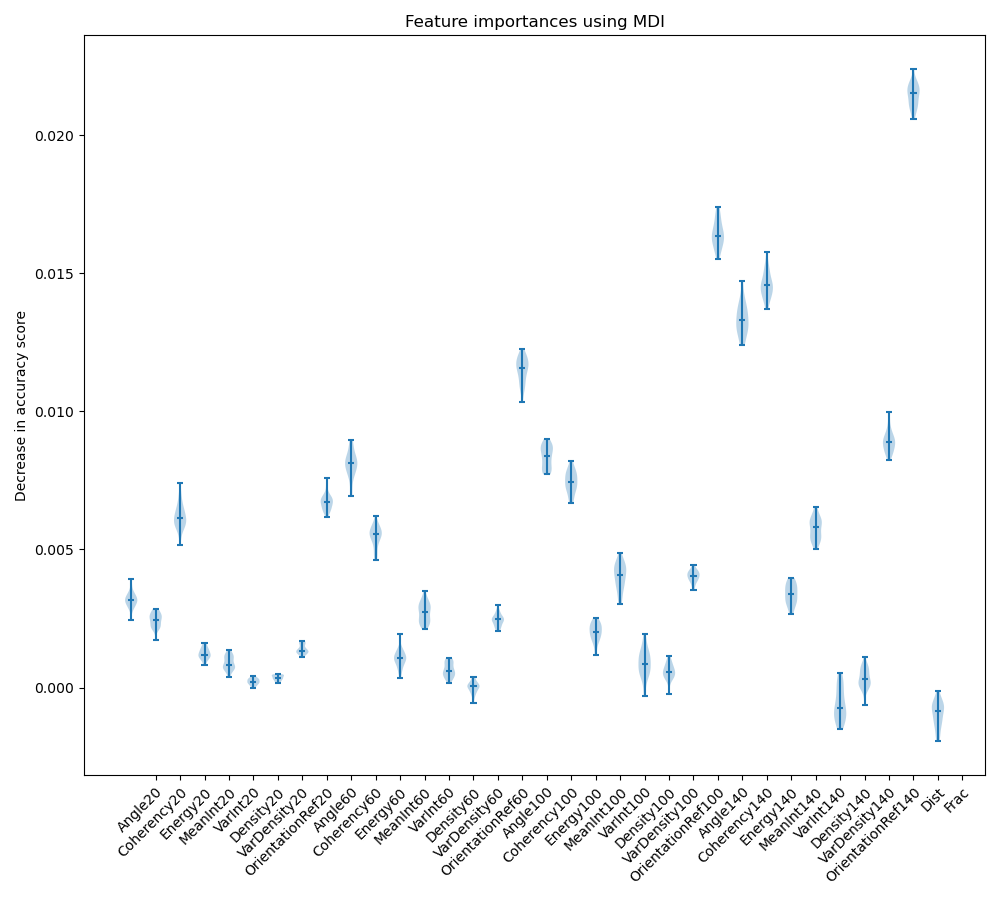 Feature importances using MDI
Decrease in accuracy score
0.020
0.015
0.010
0.005
0.000
Angle20
Coherency20
Energy20
MeanInt20
VarInt20
Density20
VarDensity20
OrientationRef20
Angle60
Coherency60
Energy60
MeanInt60
VarInt60
Density60
VarDensity60
OrientationRef60
Angle100
Coherency100
Energy100
MeanInt100
VarInt100
Density100
VarDensity100
OrientationRef100
Angle140
Coherency140
Energy140
MeanInt140
VarInt140
Density140
VarDensity140
OrientationRef140
Dist
Frac